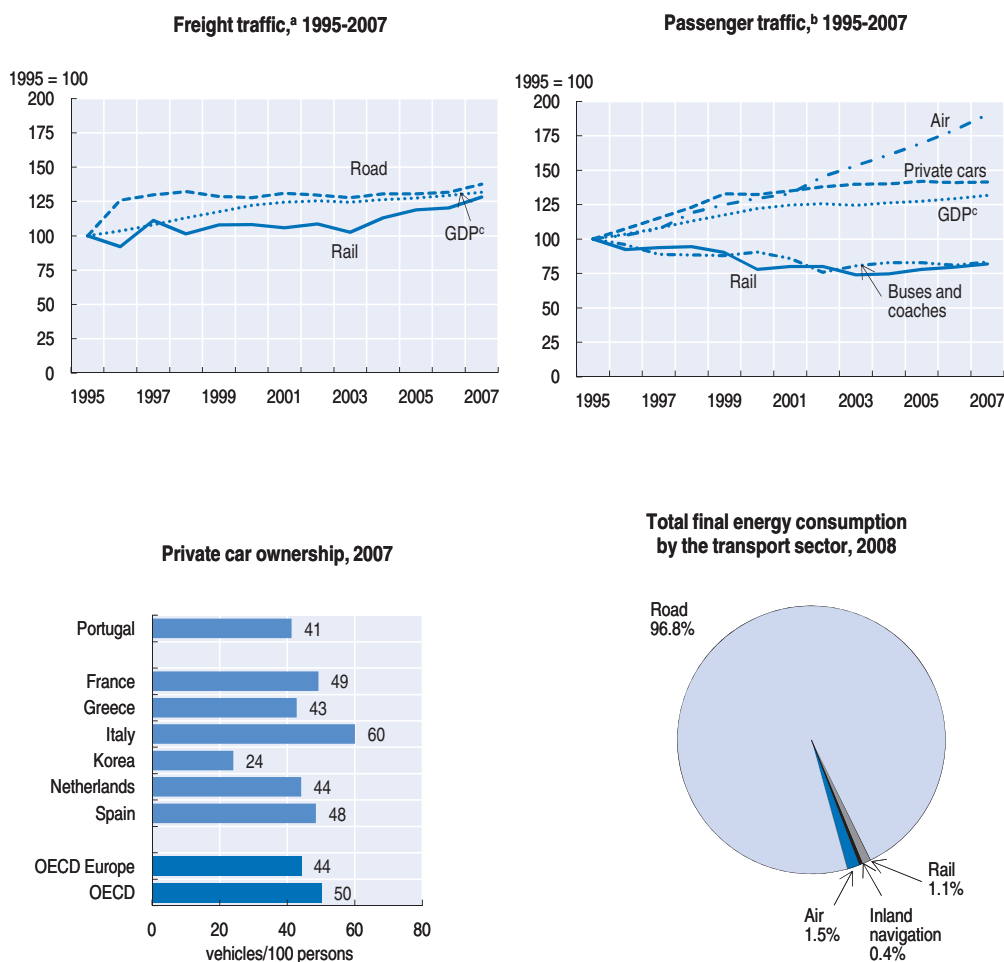 Freight traffic,ᵃ 1995-2007
1995 = 100
200
175
150
125
100
75
50
25
0
Road
GDPᶜ
Rail
1995 1997 1999 2001 2003 2005 2007
Passenger traffic,ᵇ 1995-2007
1995 = 100
200
175
150
125
100
75
50
25
0
Air
Private cars
GDPᶜ
Rail
Buses and
coaches
1995 1997 1999 2001 2003 2005 2007
Private car ownership, 2007
Portugal 41
France 49
Greece 43
Italy 60
Korea 24
Netherlands 44
Spain 48
OECD Europe 44
OECD 50
0 20 40 60 80
vehicles/100 persons
Total final energy consumption
by the transport sector, 2008
Road
96.8%
Rail
1.1%
Air
1.5%
Inland
navigation
0.4%